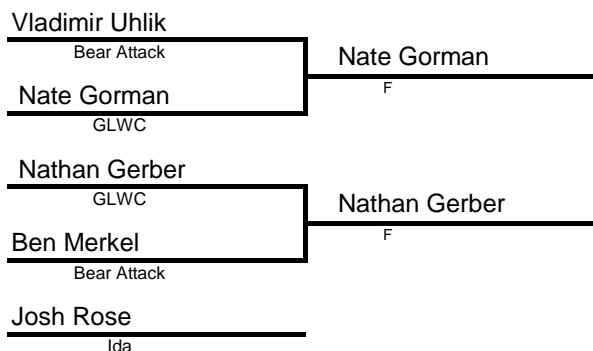 Vladimir Uhlik
Bear Attack
Nate Gorman
F
Nate Gorman
GLWC
Nathan Gerber
GLWC
Nathan Gerber
F
Ben Merkel
Bear Attack
Josh Rose
Ida